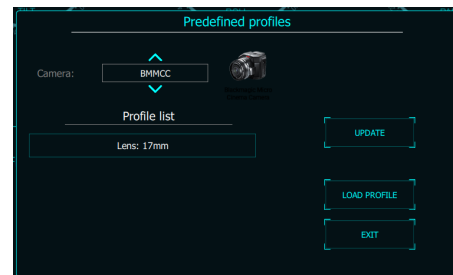 Predefined profiles
Camera:
BMMCC
Profile list
Lens: 17mm
UPDATE
LOAD PROFILE
EXIT